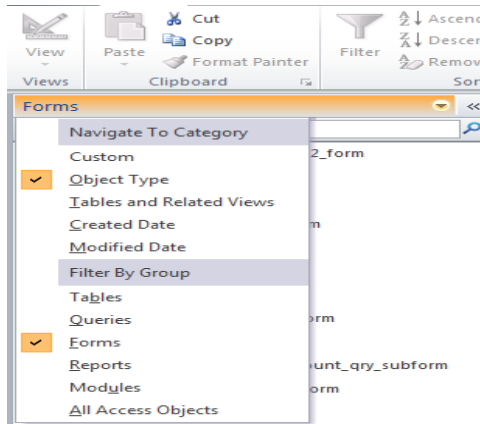 View
Paste
Cut
Copy
Format Painter
Filter
Ascend
Descen
Remov
Views
Clipboard
Sor
Forms
Navigate To Category
Custom
2_form
Object Type
Tables and Related Views
Created Date
m
Modified Date
Filter By Group
Tables
Queries
orm
Forms
Reports
unt_qry_subform
Modules
orm
All Access Objects